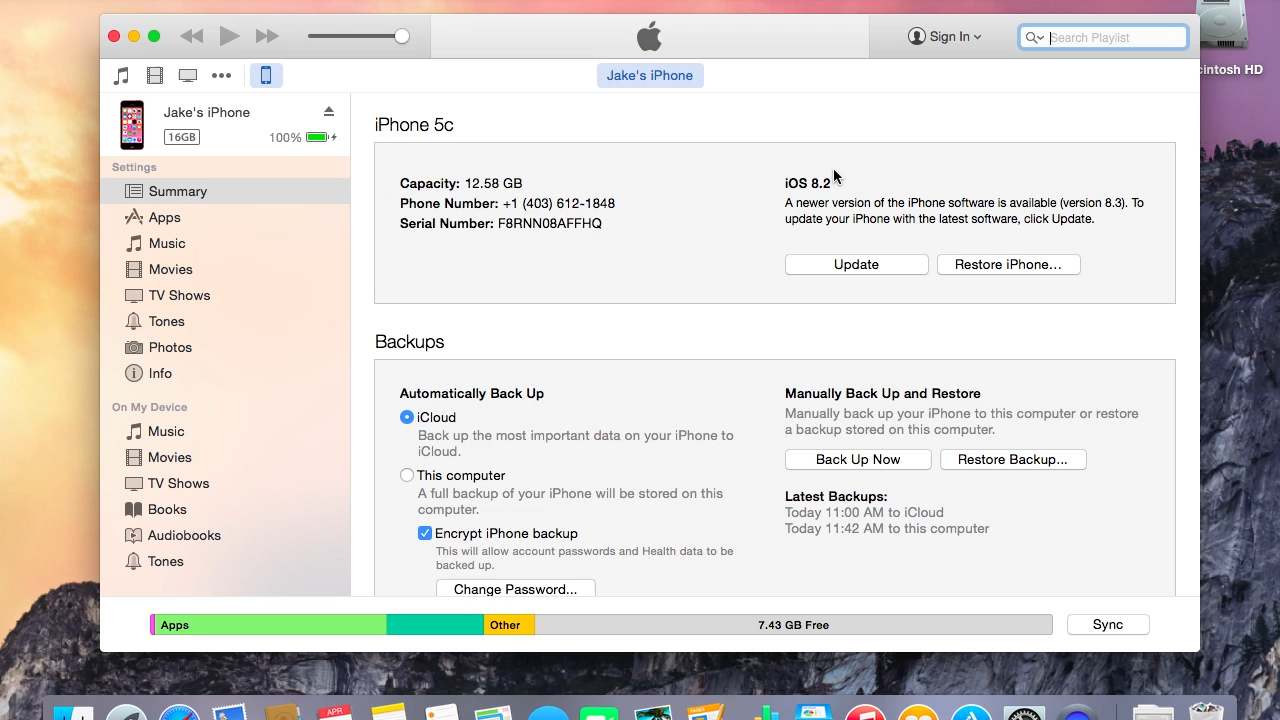 Sign In
Search Playlist
cintosh HD
Jake's iPhone
Jake's iPhone
16GB
100%
Settings
Summary
Apps
Music
Movies
TV Shows
Tones
Photos
Info
On My Device
Music
Movies
TV Shows
Books
Audiobooks
Tones
iPhone 5c
Capacity: 12.58 GB
Phone Number: +1 (403) 612-1848
Serial Number: F8RNN08AFFHQ
iOS 8.2
A newer version of the iPhone software is available (version 8.3). To
update your iPhone with the latest software, click Update.
Update
Restore iPhone...
Backups
Automatically Back Up
iCloud
Back up the most important data on your iPhone to
iCloud.
This computer
A full backup of your iPhone will be stored on this
computer.
Encrypt iPhone backup
This will allow account passwords and Health data to be
backed up.
Change Password...
Manually Back Up and Restore
Manually back up your iPhone to this computer or restore
a backup stored on this computer.
Back Up Now
Restore Backup...
Latest Backups:
Today 11:00 AM to iCloud
Today 11:42 AM to this computer
Apps
Other
7.43 GB Free
Sync
APR
PAGES